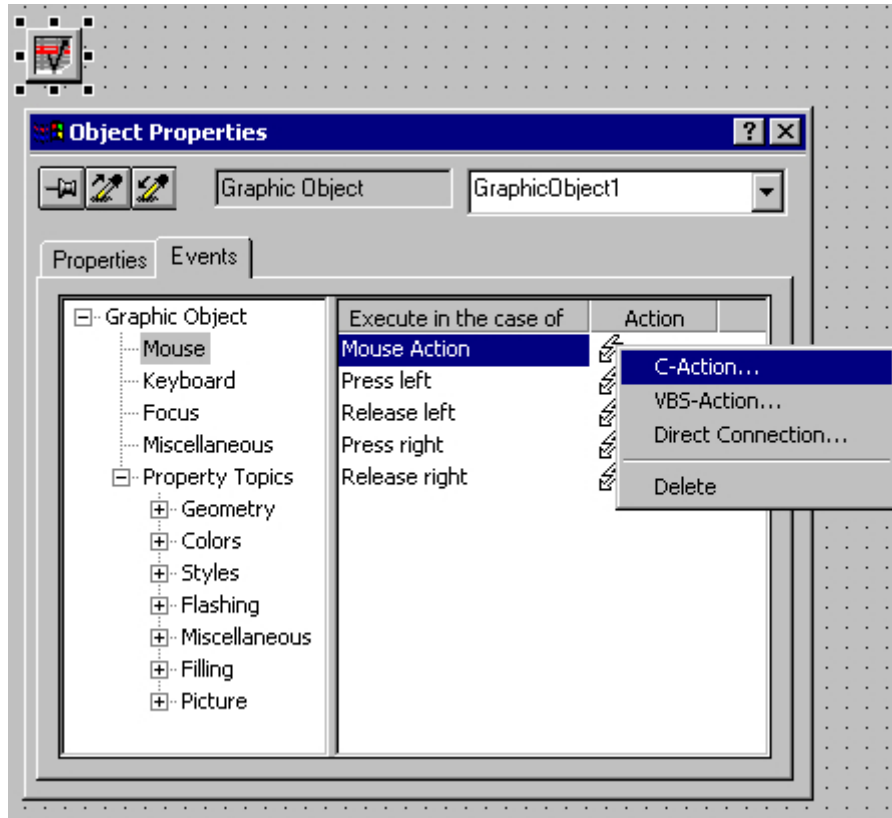 Object Properties
Graphic Object GraphicObject1
Properties Events
Graphic Object
Mouse
Keyboard
Focus
Miscellaneous
Property Topics
Geometry
Colors
Styles
Flashing
Miscellaneous
Filling
Picture
Execute in the case of Action
Mouse Action
Press left
Release left
Press right
Release right
C-Action...
VBS-Action...
Direct Connection...
Delete